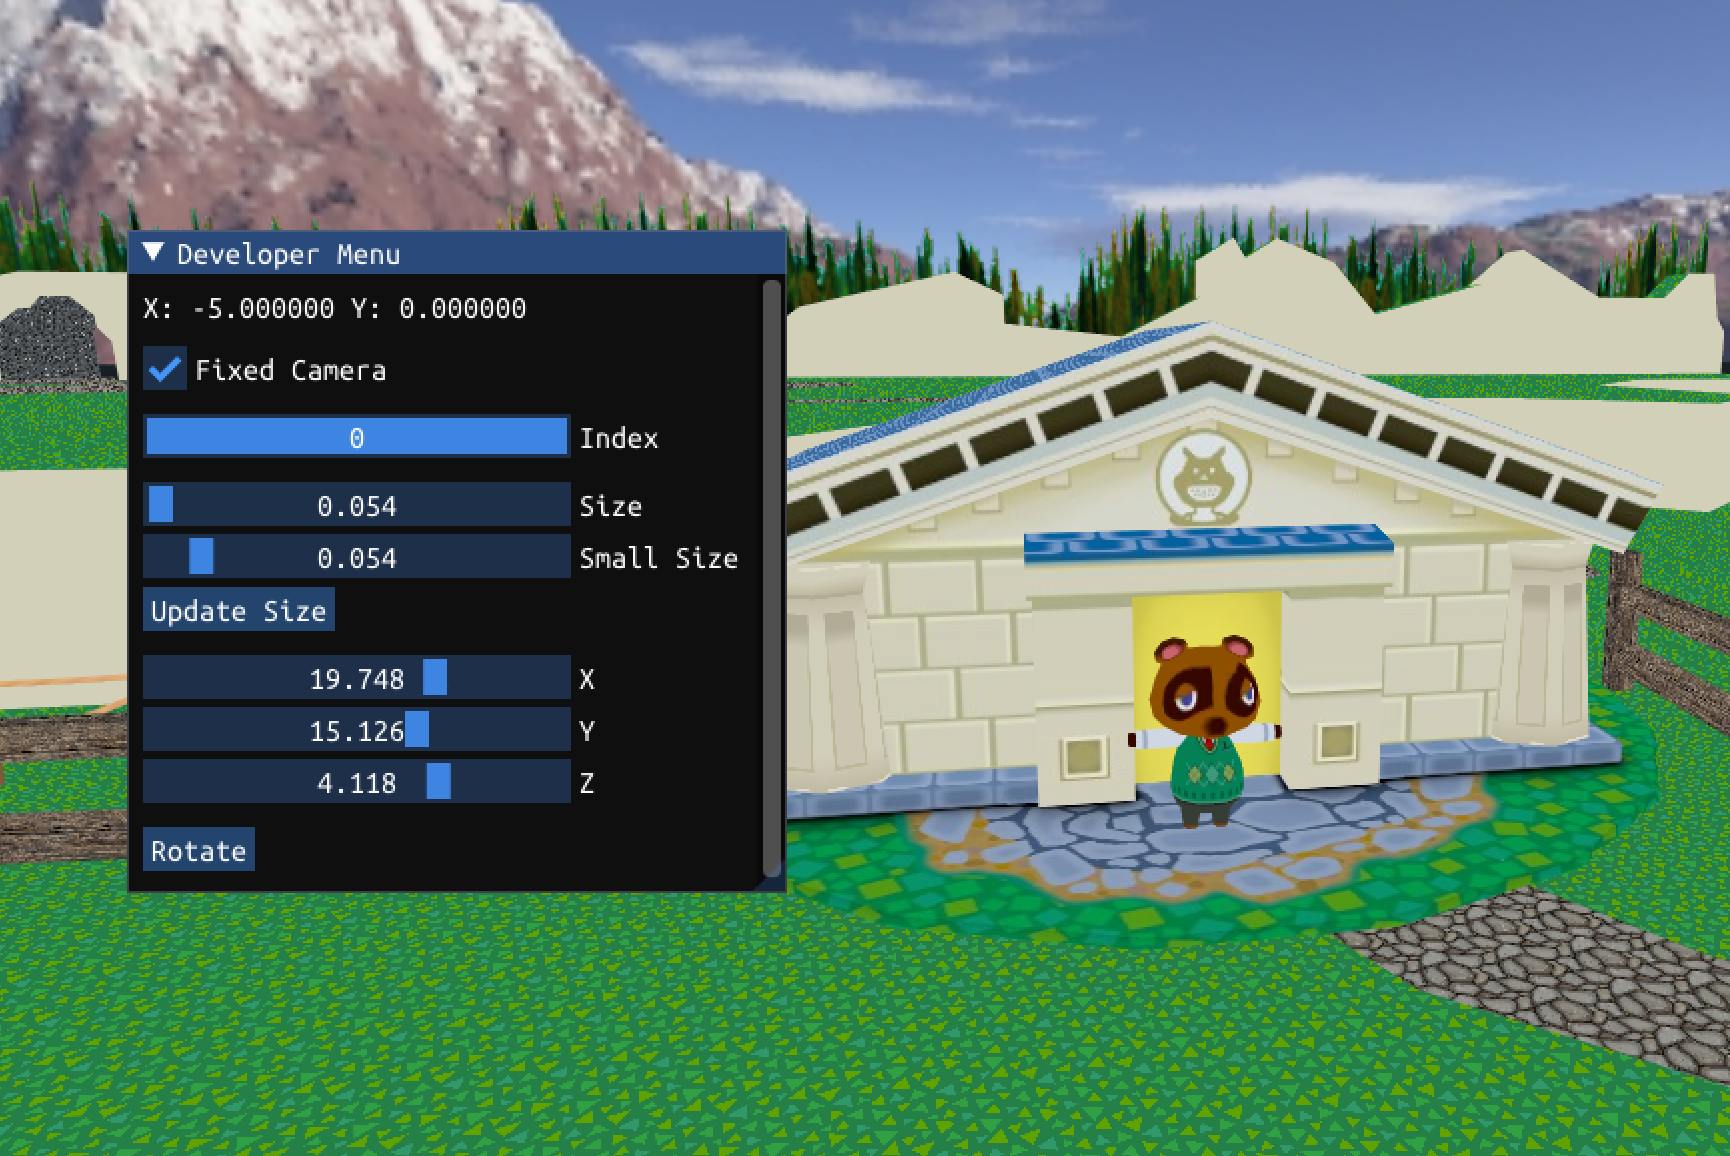 Developer Menu
X: -5.000000 Y: 0.000000
Fixed Camera
0 Index
0.054 Size
0.054 Small Size
Update Size
19.748 X
15.126 Y
4.118 Z
Rotate